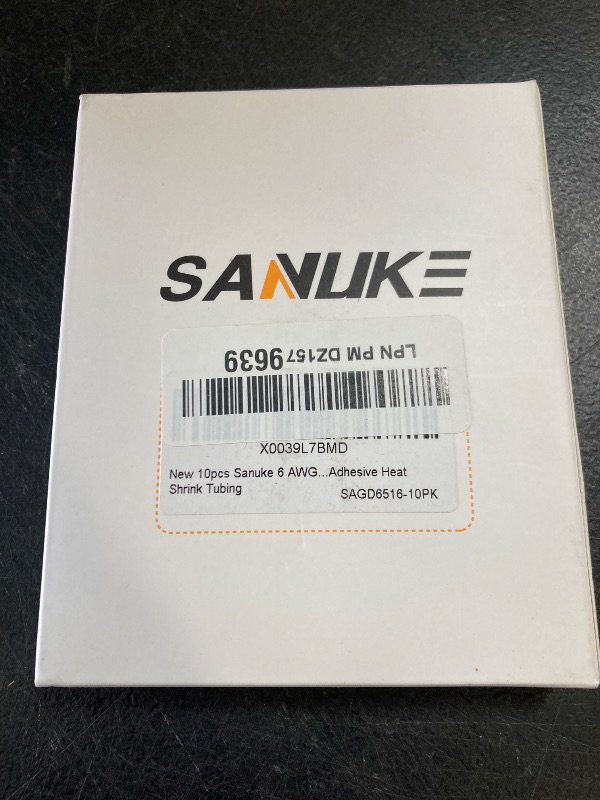 SANUKE
LPN PM DZ157 9639
X0039L7BMD
New 10pcs Sanuke 6 AWG...Adhesive Heat
Shrink Tubing
SAGD6516-10PK